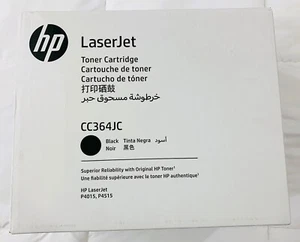 hp
LaserJet
Toner Cartridge
Cartouche de toner
Cartucho de tóner
打印硒鼓
خرطوشة مسحوق حبر
CC364JC
Black Tinta Negra أسود
Noir 黑色
Superior Reliability with Original HP Toner
Une fiabilité supérieure avec le toner HP authentique
HP LaserJet
P4015, P4515